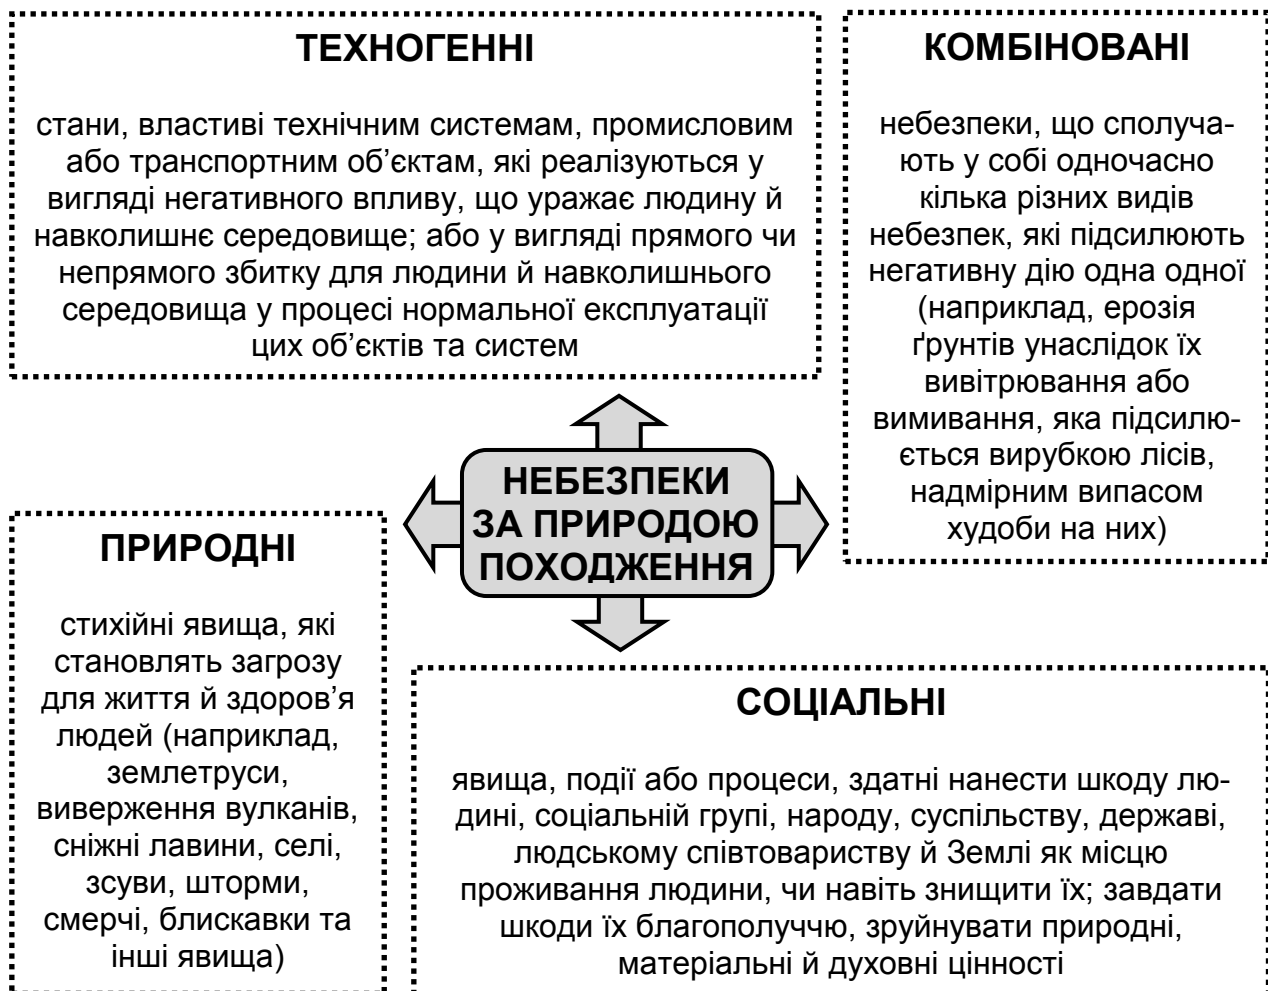 ТЕХНОГЕННІ
стани, властиві технічним системам, промисловим
або транспортним об’єктам, які реалізуються у
вигляді негативного впливу, що уражає людину й
навколишнє середовище; або у вигляді прямого чи
непрямого збитку для людини й навколишнього
середовища у процесі нормальної експлуатації
цих об’єктів та систем
КОМБІНОВАНІ
небезпеки, що сполуча-
ють у собі одночасно
кілька різних видів
небезпек, які підсилюють
негативну дію одна одної
(наприклад, ерозія
ґрунтів унаслідок їх
вивітрювання або
вимивання, яка підсилю-
ється вирубкою лісів,
надмірним випасом
худоби на них)
НЕБЕЗПЕКИ
ЗА ПРИРОДОЮ
ПОХОДЖЕННЯ
ПРИРОДНІ
стихійні явища, які
становлять загрозу
для життя й здоров’я
людей (наприклад,
землетруси,
виверження вулканів,
сніжні лавини, селі,
зсуви, шторми,
смерчі, блискавки та
інші явища)
СОЦІАЛЬНІ
явища, події або процеси, здатні нанести шкоду лю-
дині, соціальній групі, народу, суспільству, державі,
людському співтовариству й Землі як місцю
проживання людини, чи навіть знищити їх; завдати
шкоди їх благополуччю, зруйнувати природні,
матеріальні й духовні цінності